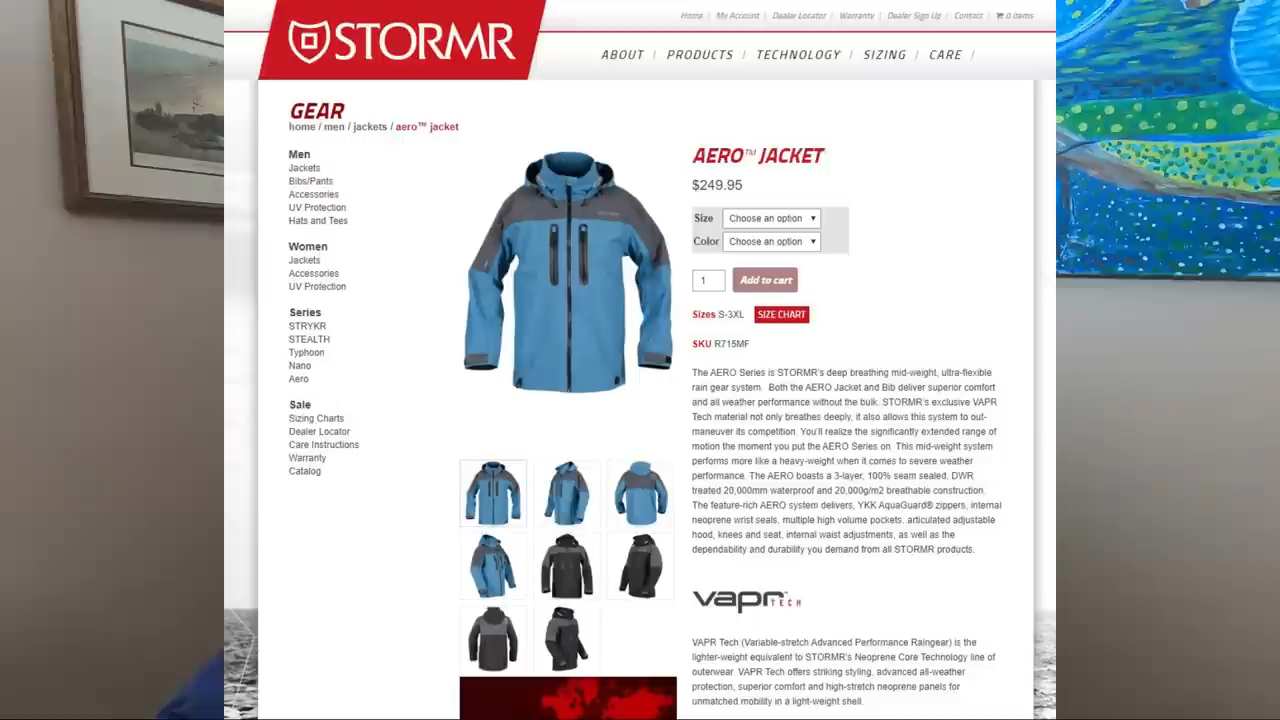 Home | My Account | Dealer Locator | Warranty | Dealer Sign Up | Contact | 0 items
STORMR
ABOUT / PRODUCTS / TECHNOLOGY / SIZING / CARE /
GEAR
home / men / jackets / aero™ jacket
Men
Jackets
Bibs/Pants
Accessories
UV Protection
Hats and Tees
Women
Jackets
Accessories
UV Protection
Series
STRYKR
STEALTH
Typhoon
Nano
Aero
Sale
Sizing Charts
Dealer Locator
Care Instructions
Warranty
Catalog
AERO™ JACKET
$249.95
Size Choose an option
Color Choose an option
1 Add to cart
Sizes S-3XL SIZE CHART
SKU R715MF
The AERO Series is STORMR's deep breathing mid-weight, ultra-flexible
rain gear system. Both the AERO Jacket and Bib deliver superior comfort
and all weather performance without the bulk. STORMR's exclusive VAPR
Tech material not only breathes deeply, it also allows this system to out-
maneuver its competition. You'll realize the significantly extended range of
motion the moment you put the AERO Series on. This mid-weight system
performs more like a heavy-weight when it comes to severe weather
performance. The AERO boasts a 3-layer, 100% seam sealed, DWR
treated 20,000mm waterproof and 20,000g/m2 breathable construction.
The feature-rich AERO system delivers, YKK AquaGuard® zippers, internal
neoprene wrist seals, multiple high volume pockets, articulated adjustable
hood, knees and seat, internal waist adjustments, as well as the
dependability and durability you demand from all STORMR products.
vapr TECH
VAPR Tech (Variable-stretch Advanced Performance Raingear) is the
lighter-weight equivalent to STORMR's Neoprene Core Technology line of
outerwear VAPR Tech offers striking styling, advanced all-weather
protection, superior comfort and high-stretch neoprene panels for
unmatched mobility in a light-weight shell.